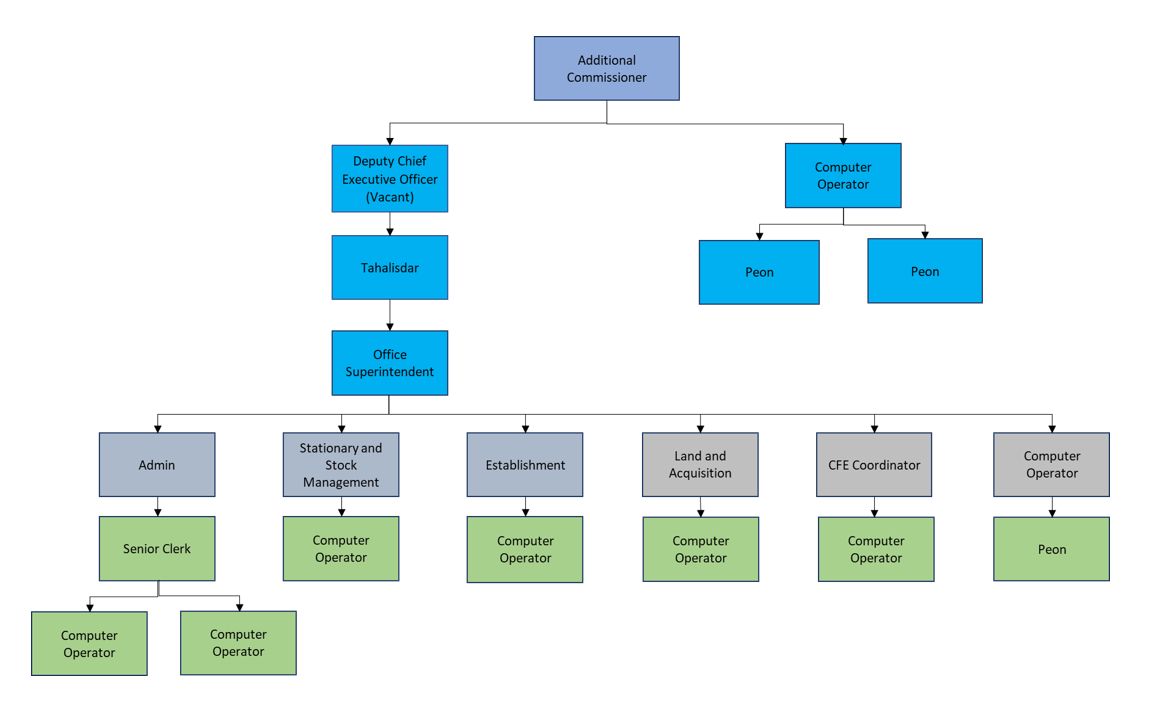 Additional
Commissioner
Deputy Chief
Executive Officer
(Vacant)
Computer
Operator
Tahalisdar
Peon
Peon
Office
Superintendent
Admin
Stationary and
Stock
Management
Establishment
Land and
Acquisition
CFE Coordinator
Computer
Operator
Senior Clerk
Computer
Operator
Computer
Operator
Computer
Operator
Computer
Operator
Peon
Computer
Operator
Computer
Operator